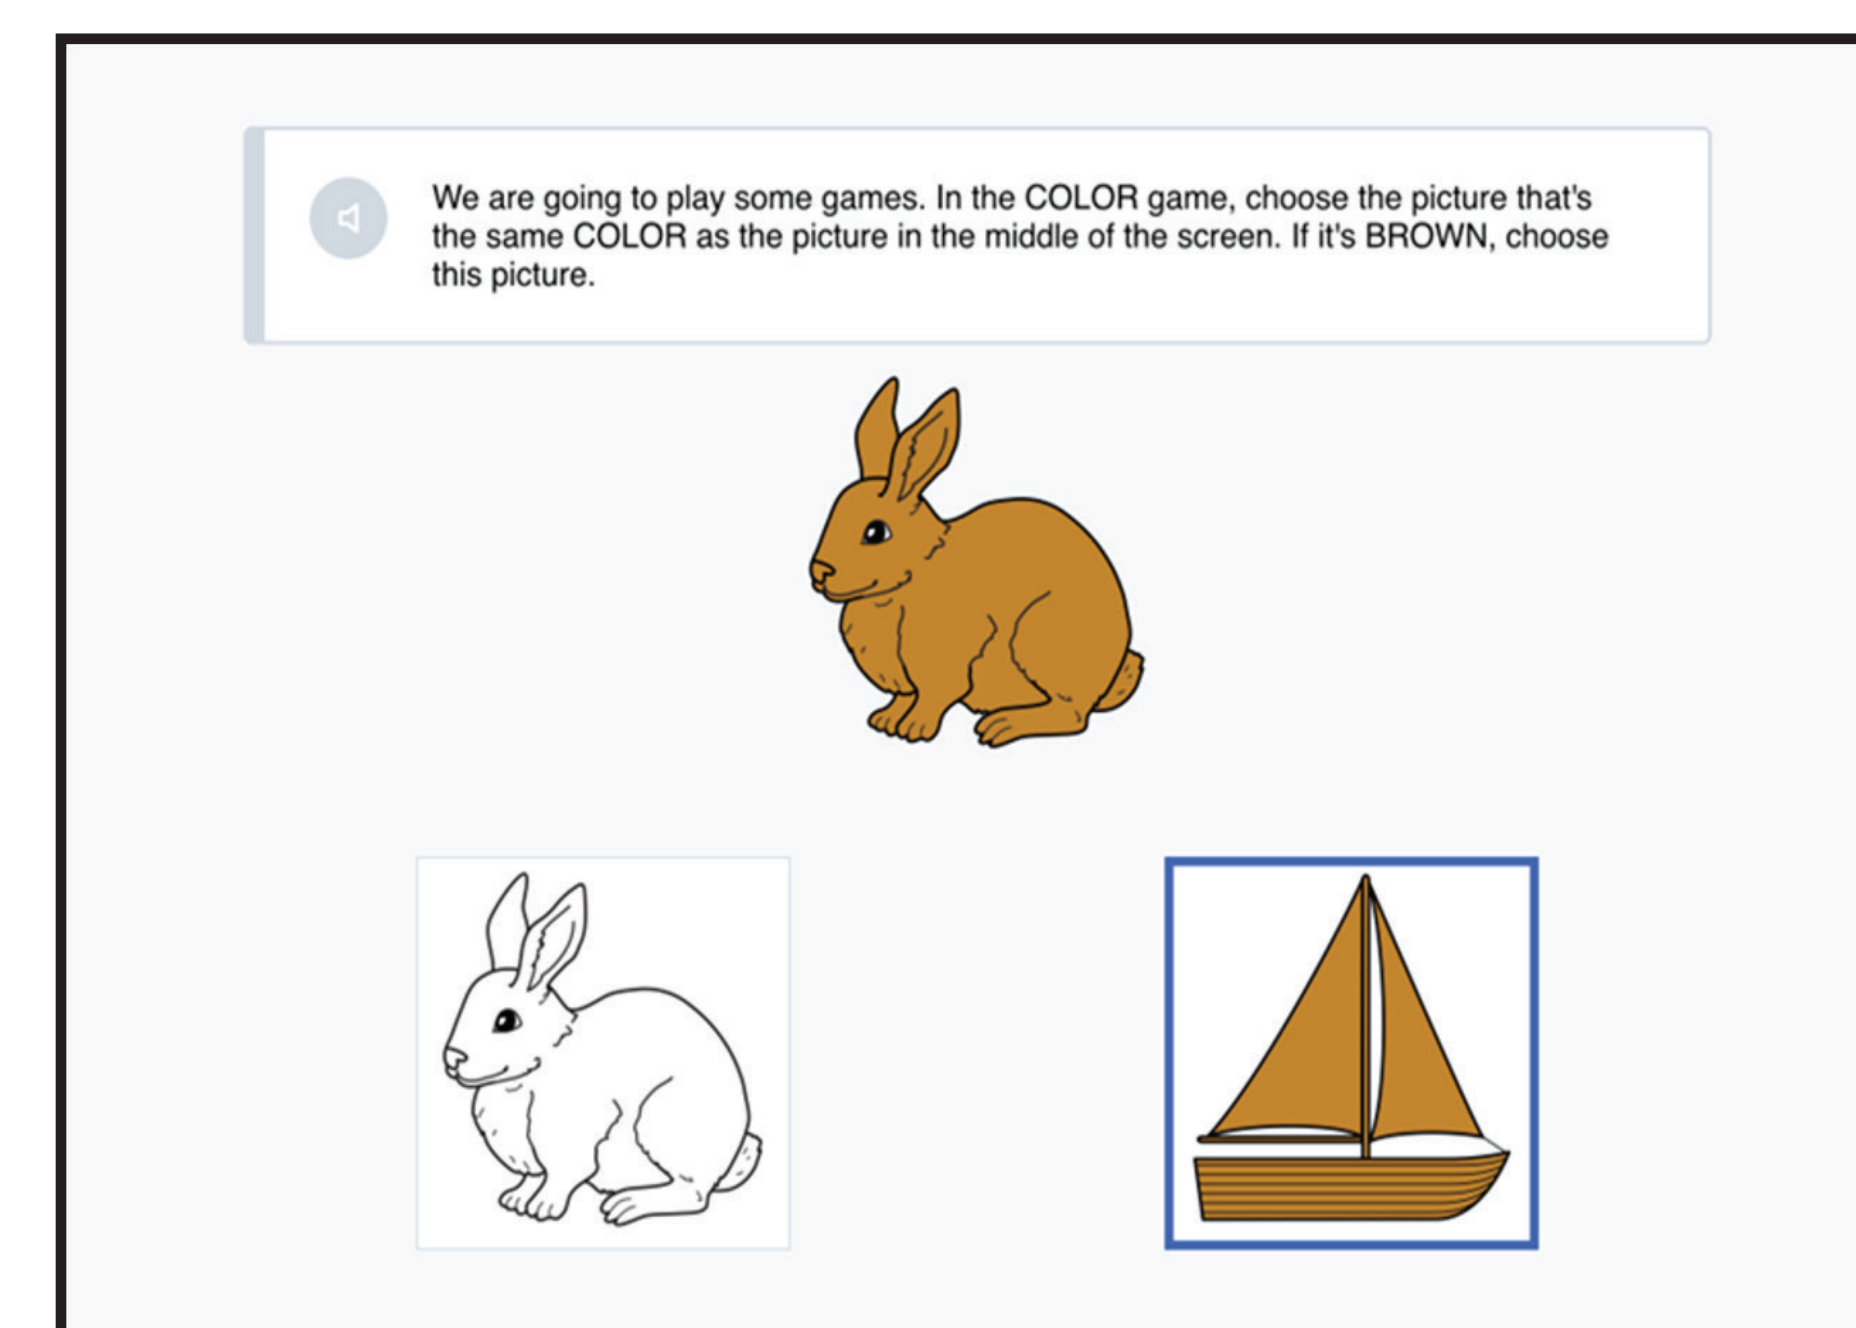 We are going to play some games. In the COLOR game, choose the picture that's
the same COLOR as the picture in the middle of the screen. If it's BROWN, choose
this picture.